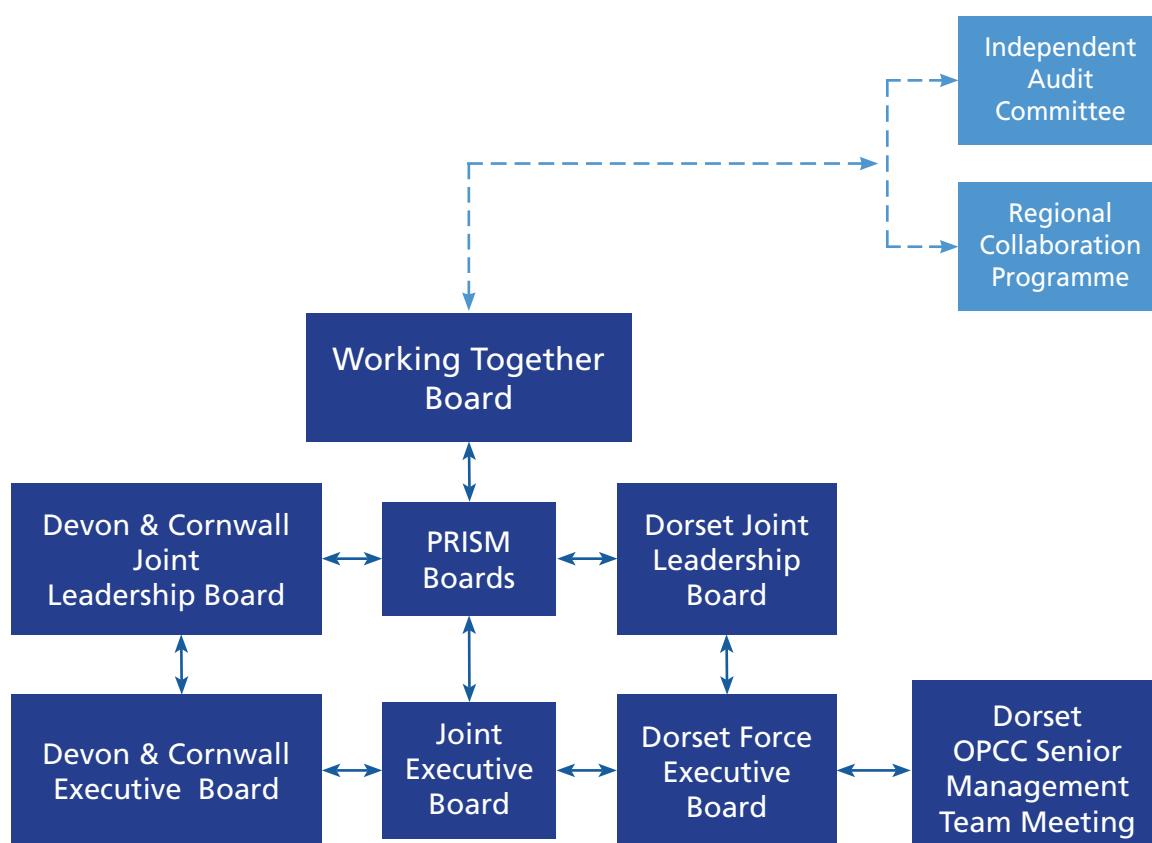 Independent
Audit
Committee
Regional
Collaboration
Programme
Working Together
Board
Devon & Cornwall
Joint
Leadership Board
PRISM
Boards
Dorset Joint
Leadership
Board
Devon & Cornwall
Executive Board
Joint
Executive
Board
Dorset Force
Executive
Board
Dorset
OPCC Senior
Management
Team Meeting